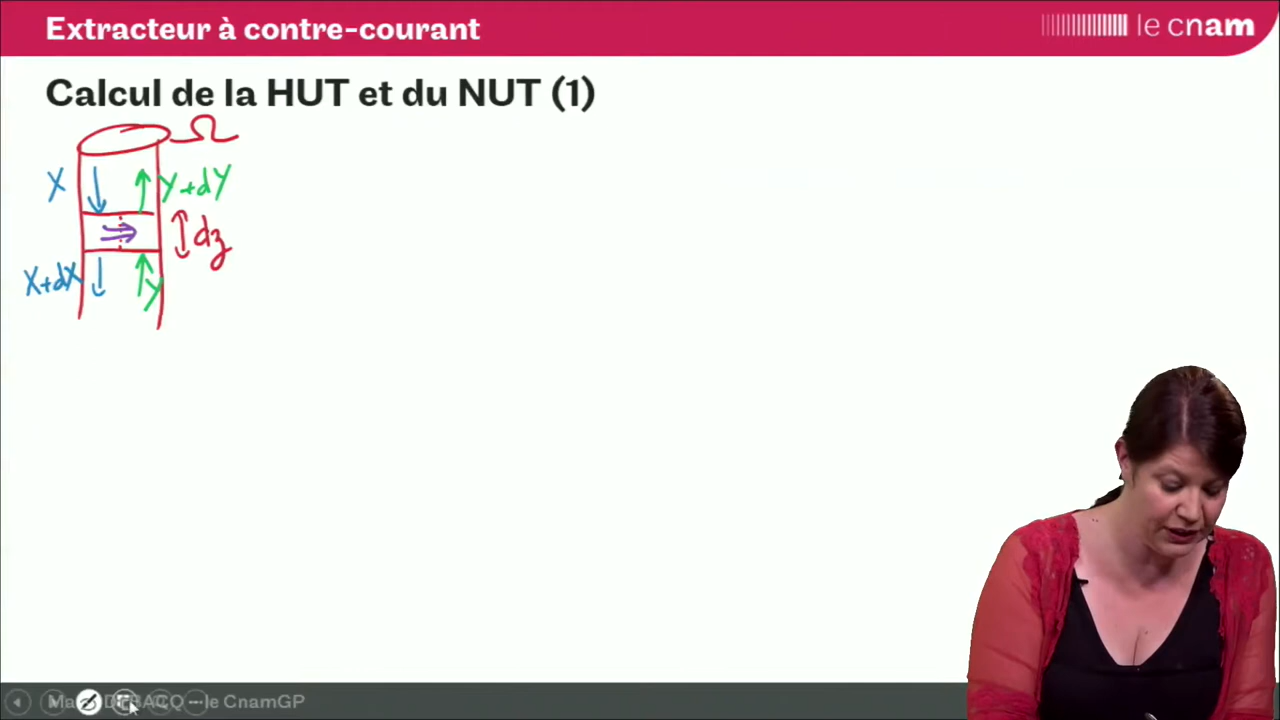 Extracteur à contre-courant
le cnam
Calcul de la HUT et du NUT (1)
Ω
X
Y+dY
dz
X+dX
Y
le CnamGP